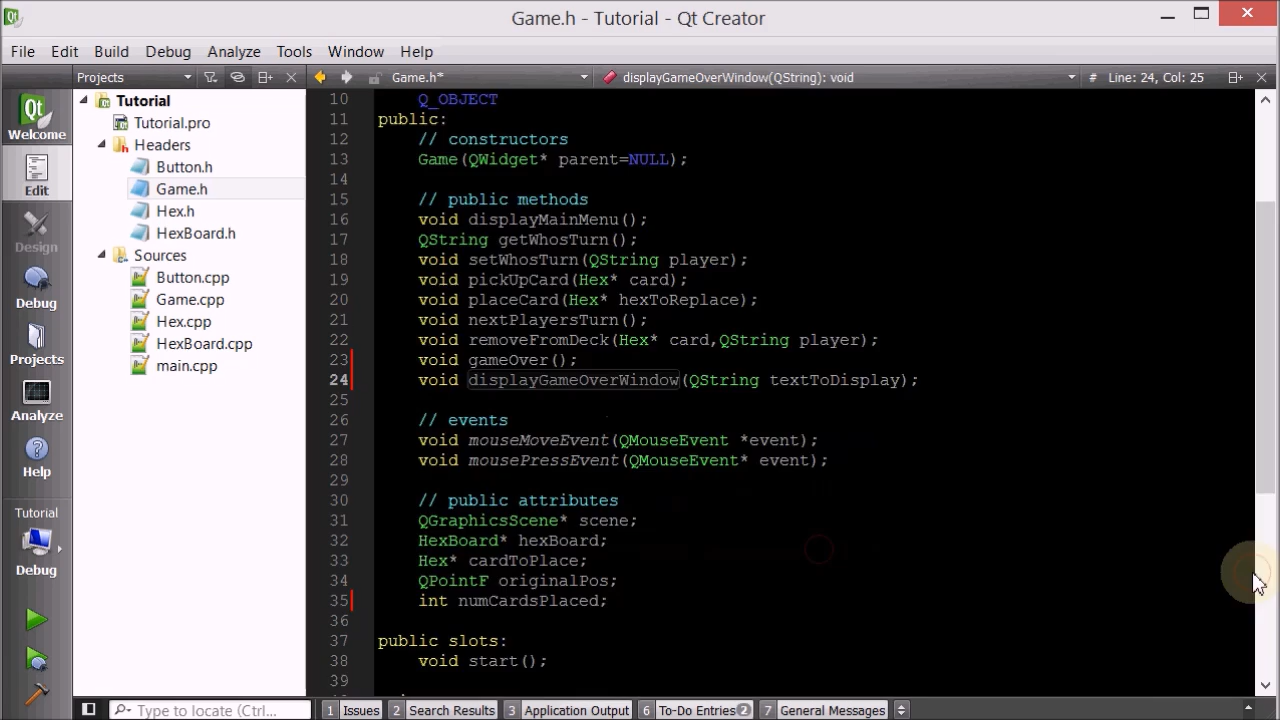 Game.h - Tutorial - Qt Creator
File Edit Build Debug Analyze Tools Window Help
Projects Game.h* displayGameOverWindow(QString): void # Line: 24, Col: 25
Qt
Welcome
Edit
Design
Debug
Projects
Analyze
Help
Tutorial
Debug
Tutorial
Tutorial.pro
Headers
Button.h
Game.h
Hex.h
HexBoard.h
Sources
Button.cpp
Game.cpp
Hex.cpp
HexBoard.cpp
main.cpp
10 Q_OBJECT
11 public:
12 // constructors
13 Game(QWidget* parent=NULL);
14
15 // public methods
16 void displayMainMenu();
17 QString getWhosTurn();
18 void setWhosTurn(QString player);
19 void pickUpCard(Hex* card);
20 void placeCard(Hex* hexToReplace);
21 void nextPlayersTurn();
22 void removeFromDeck(Hex* card,QString player);
23 void gameOver();
24 void displayGameOverWindow(QString textToDisplay);
25
26 // events
27 void mouseMoveEvent(QMouseEvent *event);
28 void mousePressEvent(QMouseEvent* event);
29
30 // public attributes
31 QGraphicsScene* scene;
32 HexBoard* hexBoard;
33 Hex* cardToPlace;
34 QPointF originalPos;
35 int numCardsPlaced;
36
37 public slots:
38 void start();
39
Type to locate (Ctrl... 1 Issues 2 Search Results 3 Application Output 6 To-Do Entries 2 7 General Messages